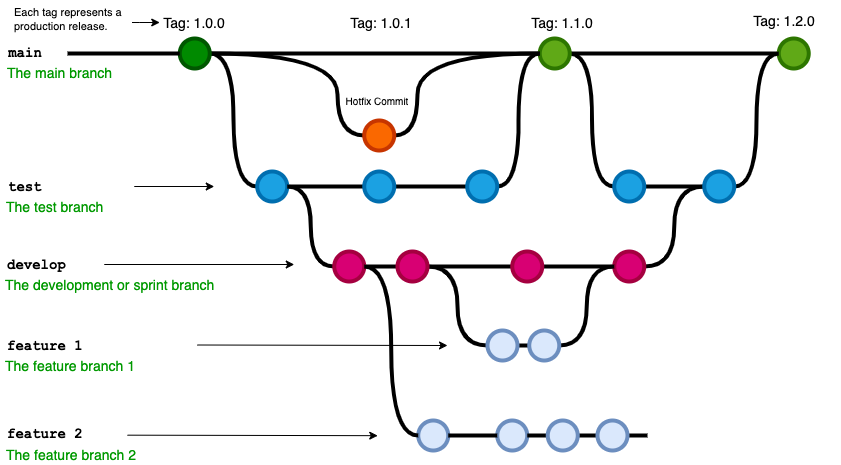 Each tag represents a
production release.
Tag: 1.0.0
Tag: 1.0.1
Tag: 1.1.0
Tag: 1.2.0
main
The main branch
Hotfix Commit
test
The test branch
develop
The development or sprint branch
feature 1
The feature branch 1
feature 2
The feature branch 2